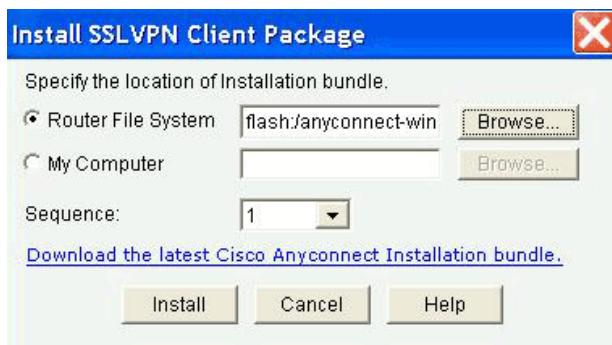 Install SSLVPN Client Package
Specify the location of Installation bundle.
Router File System flash:/anyconnect-win Browse...
My Computer Browse...
Sequence: 1
Download the latest Cisco Anyconnect Installation bundle.
Install Cancel Help